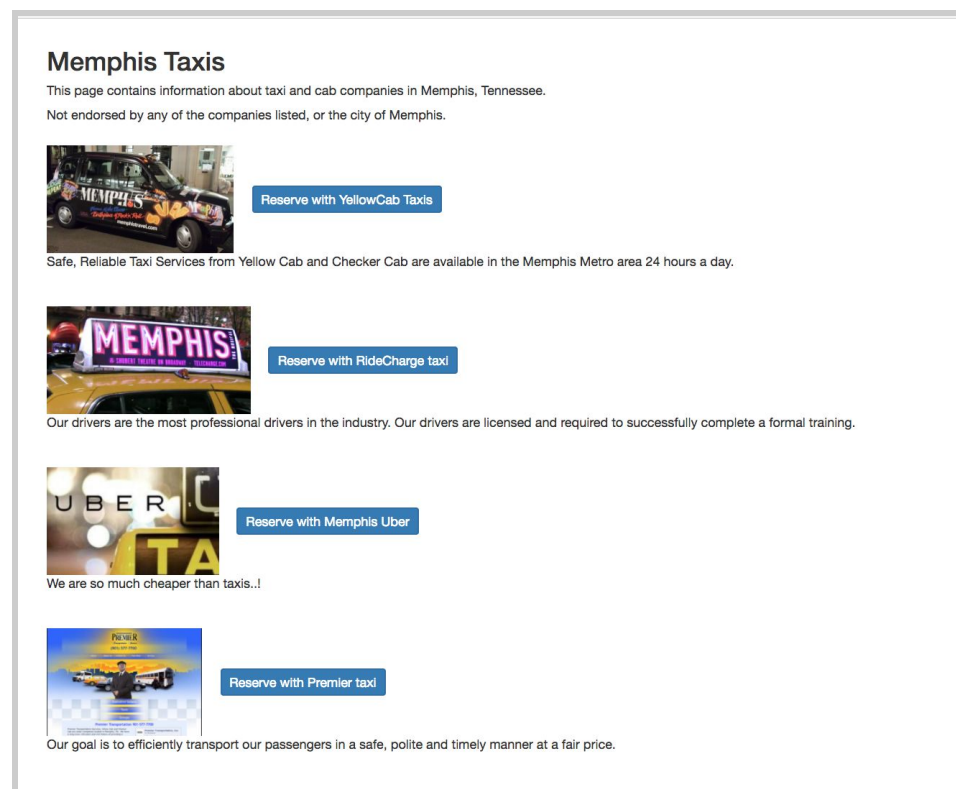 Memphis Taxis
This page contains information about taxi and cab companies in Memphis, Tennessee.
Not endorsed by any of the companies listed, or the city of Memphis.
MEMPHIS
memphistravel.com
Reserve with YellowCab Taxis
Safe, Reliable Taxi Services from Yellow Cab and Checker Cab are available in the Memphis Metro area 24 hours a day.
MEMPHIS
Reserve with RideCharge taxi
Our drivers are the most professional drivers in the industry. Our drivers are licensed and required to successfully complete a formal training.
UBER
TA
Reserve with Memphis Uber
We are so much cheaper than taxis..!
PREMIER
Reserve with Premier taxi
Our goal is to efficiently transport our passengers in a safe, polite and timely manner at a fair price.